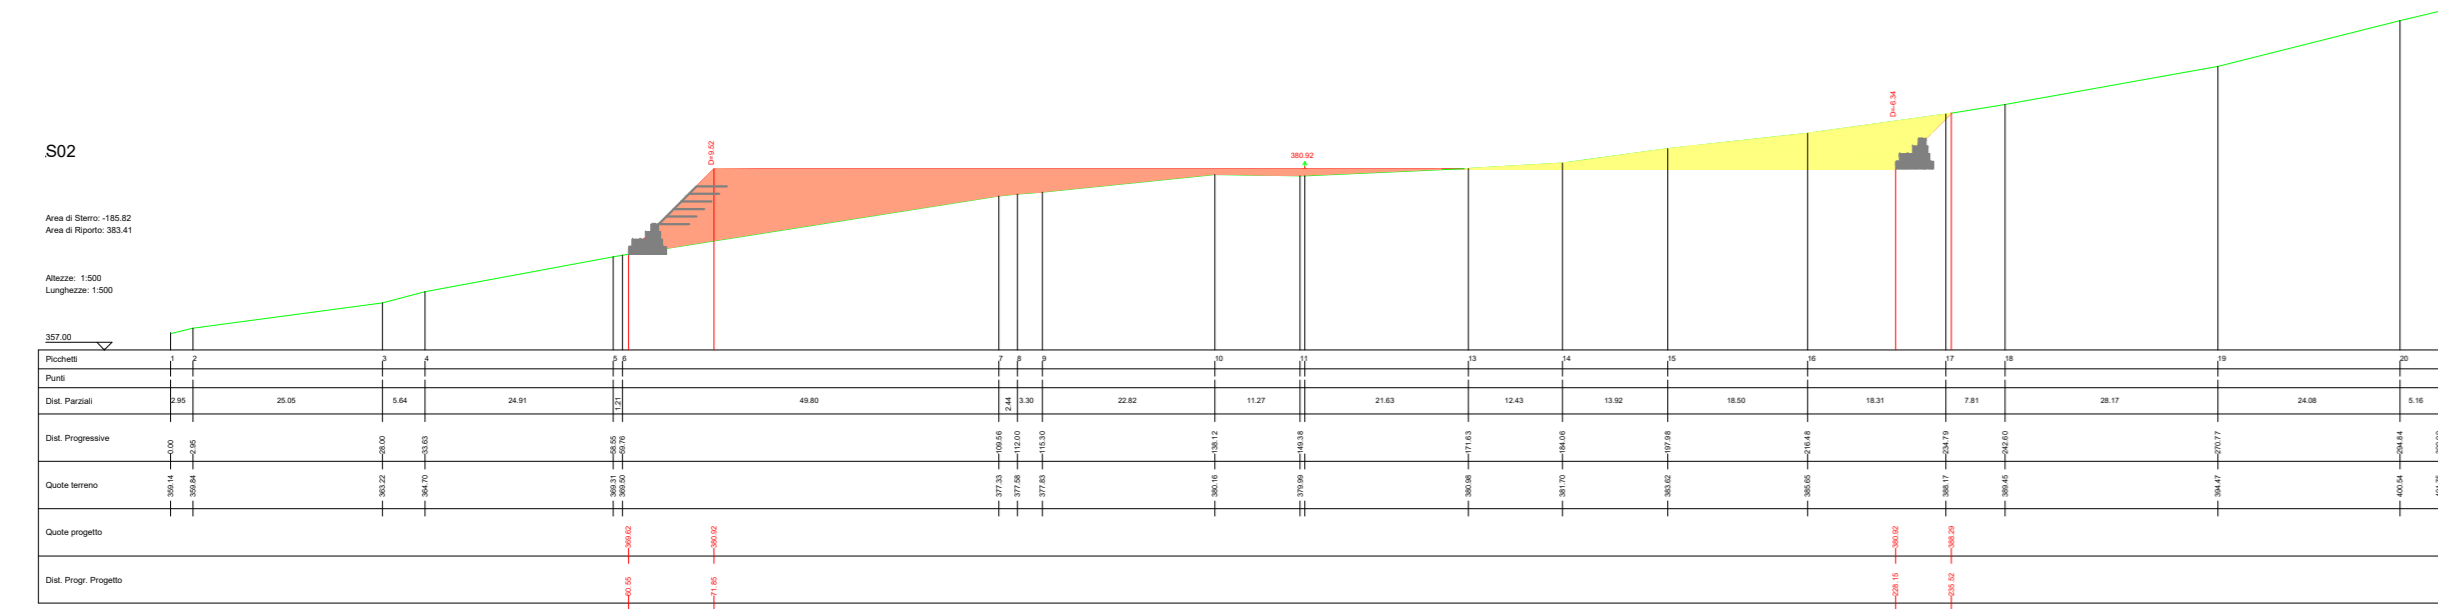 S02
D=9.52
380.92
D=-6.34
Area di Sterro: -185.82
Area di Riporto: 383.41
Altezze: 1:500
Lunghezze: 1:500
357.00
Picchetti 1 2 3 4 5 6 7 8 9 10 11 13 14 15 16 17 18 19 20
Punti
Dist. Parziali 2.95 25.05 5.64 24.91 1.21 49.80 2.44 3.30 22.82 11.27 21.63 12.43 13.92 18.50 18.31 7.81 28.17 24.08 5.16
Dist. Progressive 0.00 2.95 28.00 33.63 58.55 59.76 109.56 112.00 115.30 138.12 149.38 171.63 184.06 197.98 216.48 234.79 242.60 270.77 294.84
Quote terreno 359.14 359.84 363.22 364.70 369.31 369.50 377.33 377.58 377.83 380.16 379.99 380.98 381.70 383.62 385.65 388.17 389.45 394.47 400.54
Quote progetto 369.62 380.92 380.92 388.29
Dist. Progr. Progetto 60.55 71.85 228.15 235.52